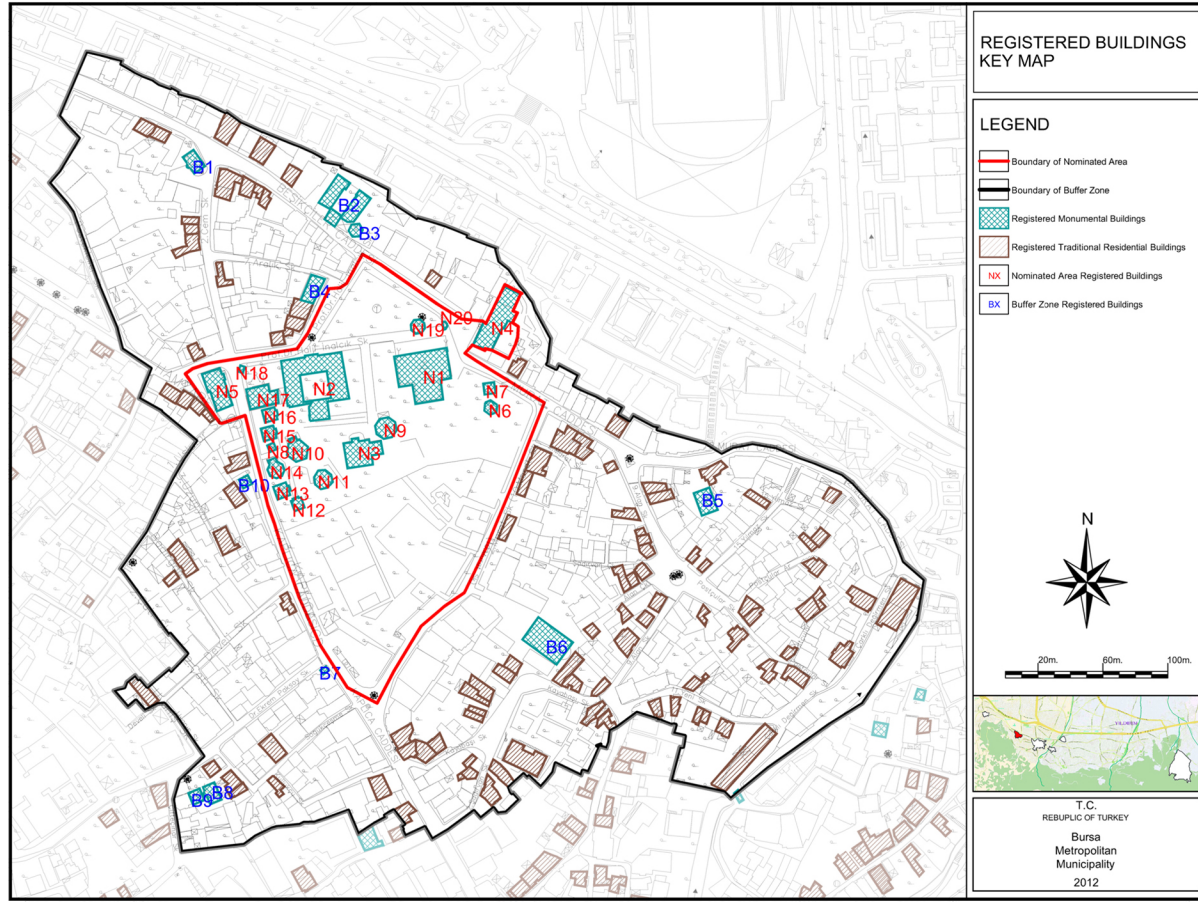 REGISTERED BUILDINGS
KEY MAP
LEGEND
Boundary of Nominated Area
Boundary of Buffer Zone
Registered Monumental Buildings
Registered Traditional Residential Buildings
NX Nominated Area Registered Buildings
BX Buffer Zone Registered Buildings
N
20m. 60m. 100m.
T.C.
REBUPLIC OF TURKEY
Bursa
Metropolitan
Municipality
2012
B1
B2
B3
B4
N20
N19
N4
N18
N5
N2
N1
N17
N7
N16
N6
N15
N9
N8
N10
N3
N14
N11
B10
N13
N12
B5
B6
B7
B9
B8